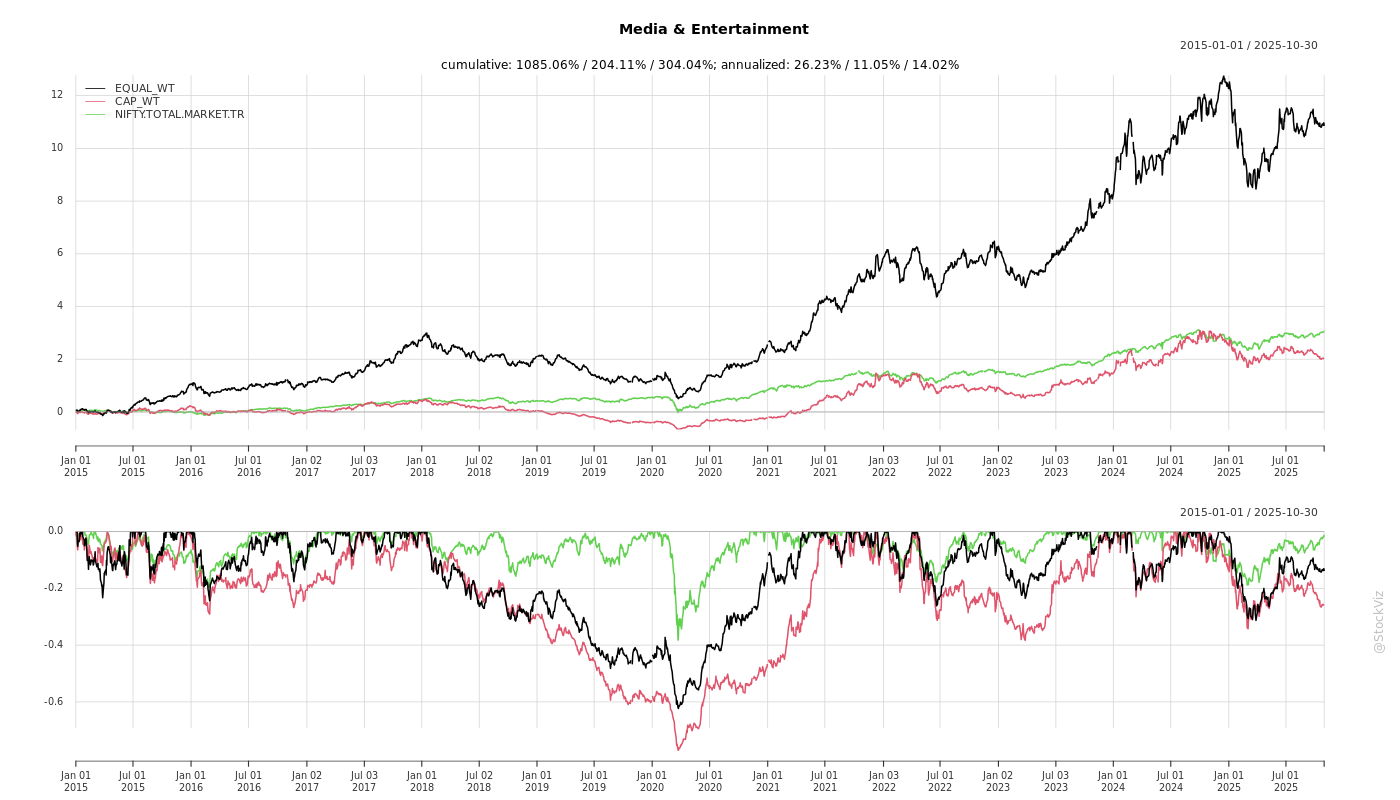 Media & Entertainment
2015-01-01 / 2025-10-30
cumulative: 1085.06% / 204.11% / 304.04%; annualized: 26.23% / 11.05% / 14.02%
EQUAL_WT
CAP_WT
NIFTY.TOTAL.MARKET.TR
12
10
8
6
4
2
0
Jan 01 Jul 01 Jan 01 Jul 01 Jan 02 Jul 03 Jan 01 Jul 02 Jan 01 Jul 01 Jan 01 Jul 01 Jan 01 Jul 01 Jan 03 Jul 01 Jan 02 Jul 03 Jan 01 Jul 01 Jan 01 Jul 01
2015 2015 2016 2016 2017 2017 2018 2018 2019 2019 2020 2020 2021 2021 2022 2022 2023 2023 2024 2024 2025 2025
2015-01-01 / 2025-10-30
0.0
-0.2
-0.4
-0.6
Jan 01 Jul 01 Jan 01 Jul 01 Jan 02 Jul 03 Jan 01 Jul 02 Jan 01 Jul 01 Jan 01 Jul 01 Jan 01 Jul 01 Jan 03 Jul 01 Jan 02 Jul 03 Jan 01 Jul 01 Jan 01 Jul 01
2015 2015 2016 2016 2017 2017 2018 2018 2019 2019 2020 2020 2021 2021 2022 2022 2023 2023 2024 2024 2025 2025
@StockViz